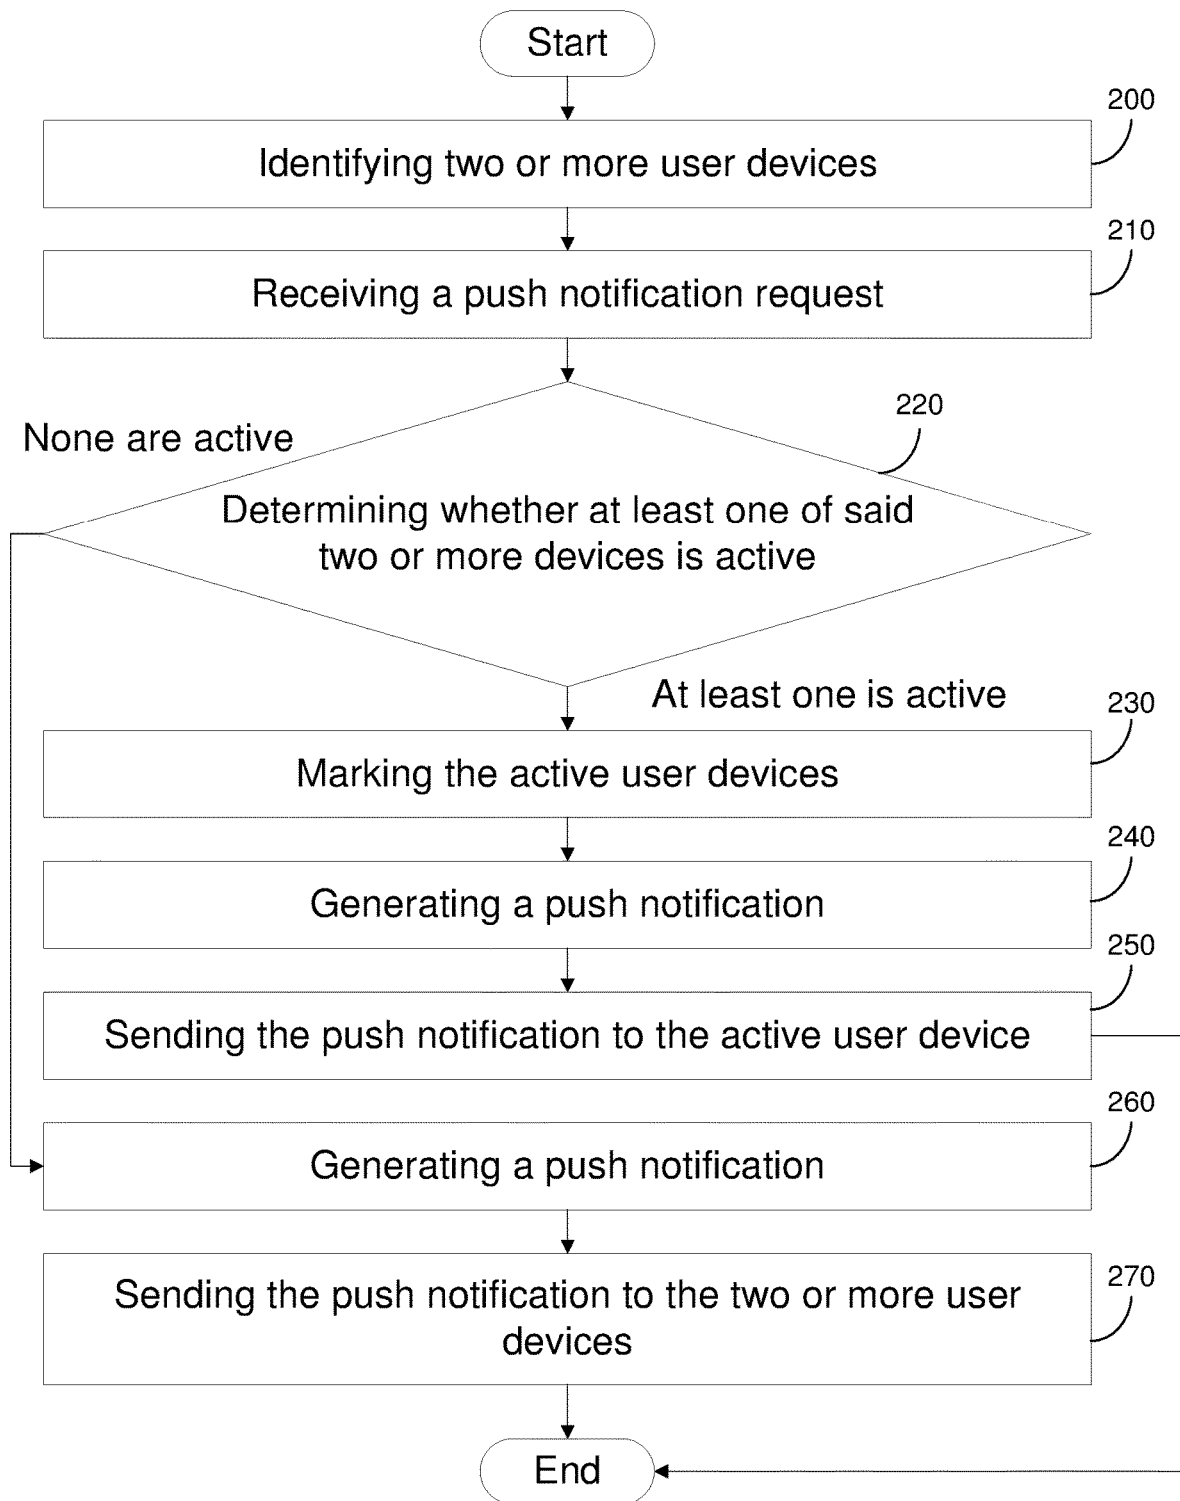 Start
200
Identifying two or more user devices
210
Receiving a push notification request
220
None are active
Determining whether at least one of said
two or more devices is active
At least one is active
230
Marking the active user devices
240
Generating a push notification
250
Sending the push notification to the active user device
260
Generating a push notification
270
Sending the push notification to the two or more user
devices
End